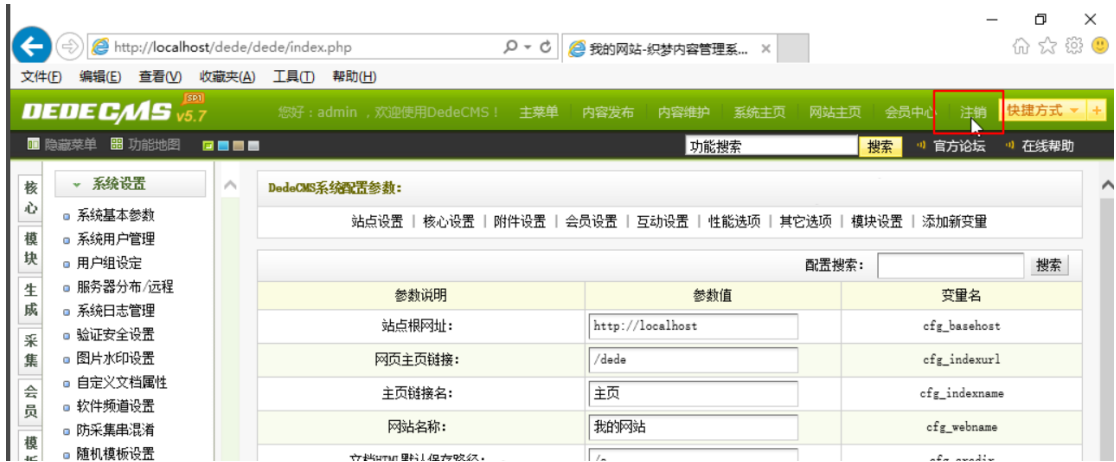 http://localhost/dede/dede/index.php 我的网站-织梦内容管理系...
文件(F) 编辑(E) 查看(V) 收藏夹(A) 工具(T) 帮助(H)
DEDECMS V5.7 SP1 您好：admin ，欢迎使用DedeCMS！ 主菜单 内容发布 内容维护 系统主页 网站主页 会员中心 注销 快捷方式 +
隐藏菜单 功能地图 功能搜索 搜索 官方论坛 在线帮助
核心
模块
生成
采集
会员
模板
系统设置
系统基本参数
系统用户管理
用户组设定
服务器分布/远程
系统日志管理
验证安全设置
图片水印设置
自定义文档属性
软件频道设置
防采集串混淆
随机模板设置
DedeCMS系统配置参数：
站点设置 | 核心设置 | 附件设置 | 会员设置 | 互动设置 | 性能选项 | 其它选项 | 模块设置 | 添加新变量
配置搜索： 搜索
参数说明 参数值 变量名
站点根网址： http://localhost cfg_basehost
网页主页链接： /dede cfg_indexurl
主页链接名： 主页 cfg_indexname
网站名称： 我的网站 cfg_webname
文档HTML默认保存路径： /a cfg_arcdir